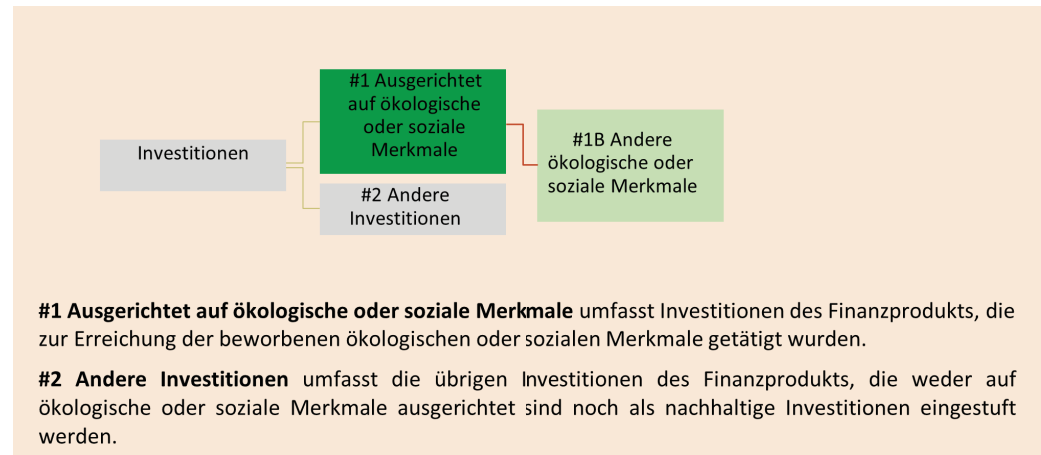 #1 Ausgerichtet
auf ökologische
oder soziale
Merkmale
Investitionen
#1B Andere
ökologische oder
soziale Merkmale
#2 Andere
Investitionen
#1 Ausgerichtet auf ökologische oder soziale Merkmale umfasst Investitionen des Finanzprodukts, die
zur Erreichung der beworbenen ökologischen oder sozialen Merkmale getätigt wurden.
#2 Andere Investitionen umfasst die übrigen Investitionen des Finanzprodukts, die weder auf
ökologische oder soziale Merkmale ausgerichtet sind noch als nachhaltige Investitionen eingestuft
werden.